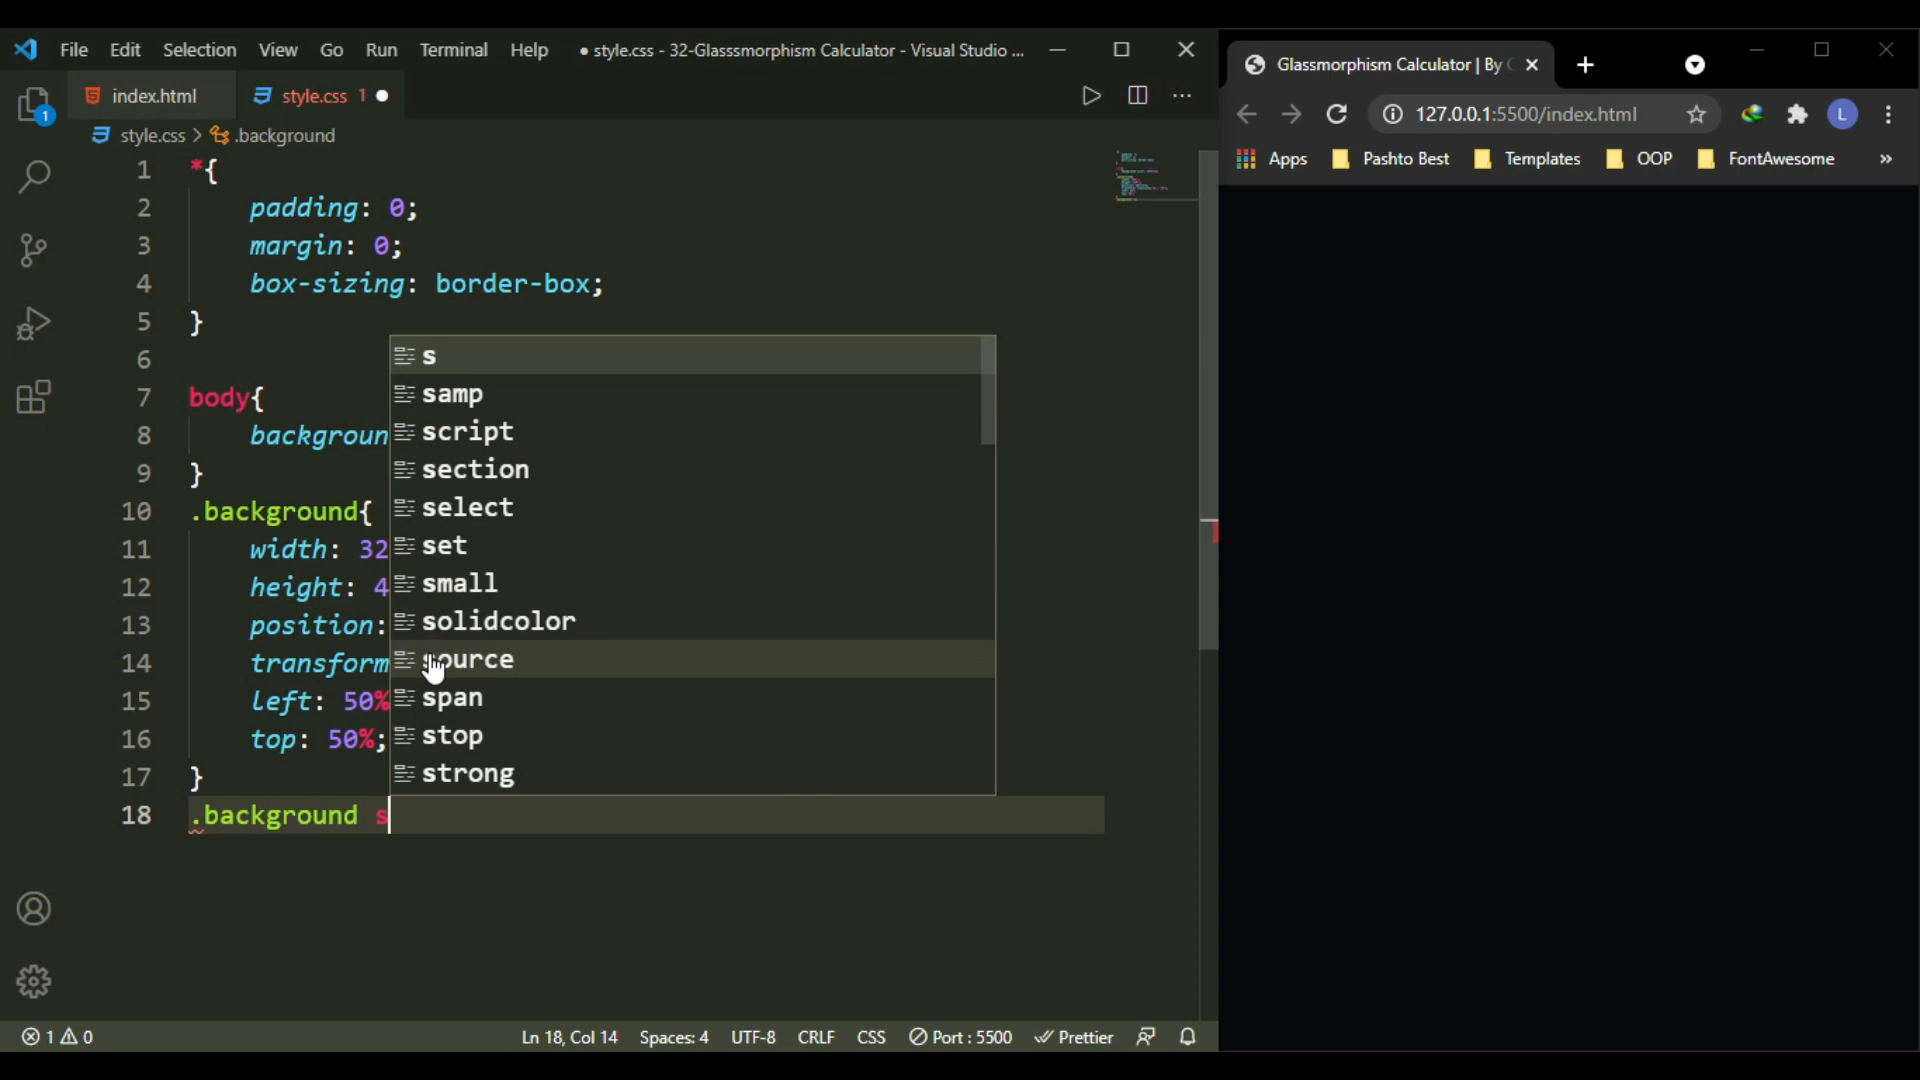 File Edit Selection View Go Run Terminal Help ● style.css - 32-Glasssmorphism Calculator - Visual Studio ...
index.html style.css 1 ●
style.css > .background
1 *{
2 padding: 0;
3 margin: 0;
4 box-sizing: border-box;
5 }
6
7 body{
8 backgroun
9 }
10 .background{
11 width: 32
12 height: 4
13 position:
14 transform
15 left: 50%
16 top: 50%;
17 }
18 .background s
s
samp
script
section
select
set
small
solidcolor
source
span
stop
strong
1
1 0 Ln 18, Col 14 Spaces: 4 UTF-8 CRLF CSS Port : 5500 Prettier
Glassmorphism Calculator | By
127.0.0.1:5500/index.html L
Apps Pashto Best Templates OOP FontAwesome »